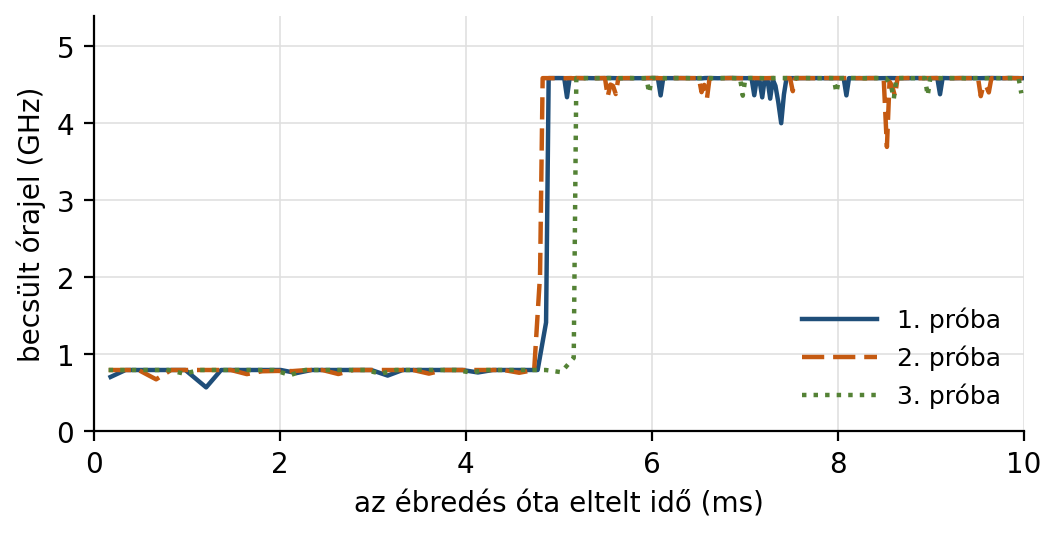 becsült órajel (GHz)
5
4
3
2
1
0
0 2 4 6 8 10
az ébredés óta eltelt idő (ms)
1. próba
2. próba
3. próba